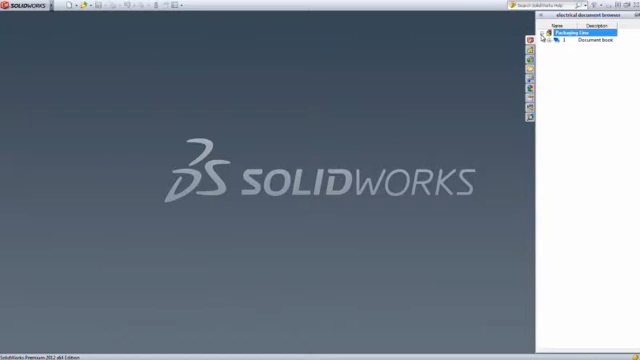 SOLIDWORKS
Search SolidWorks Help
electrical document browser
Name Description
Packaging Line
1 Document book
SOLIDWORKS
SolidWorks Premium 2012 x64 Edition